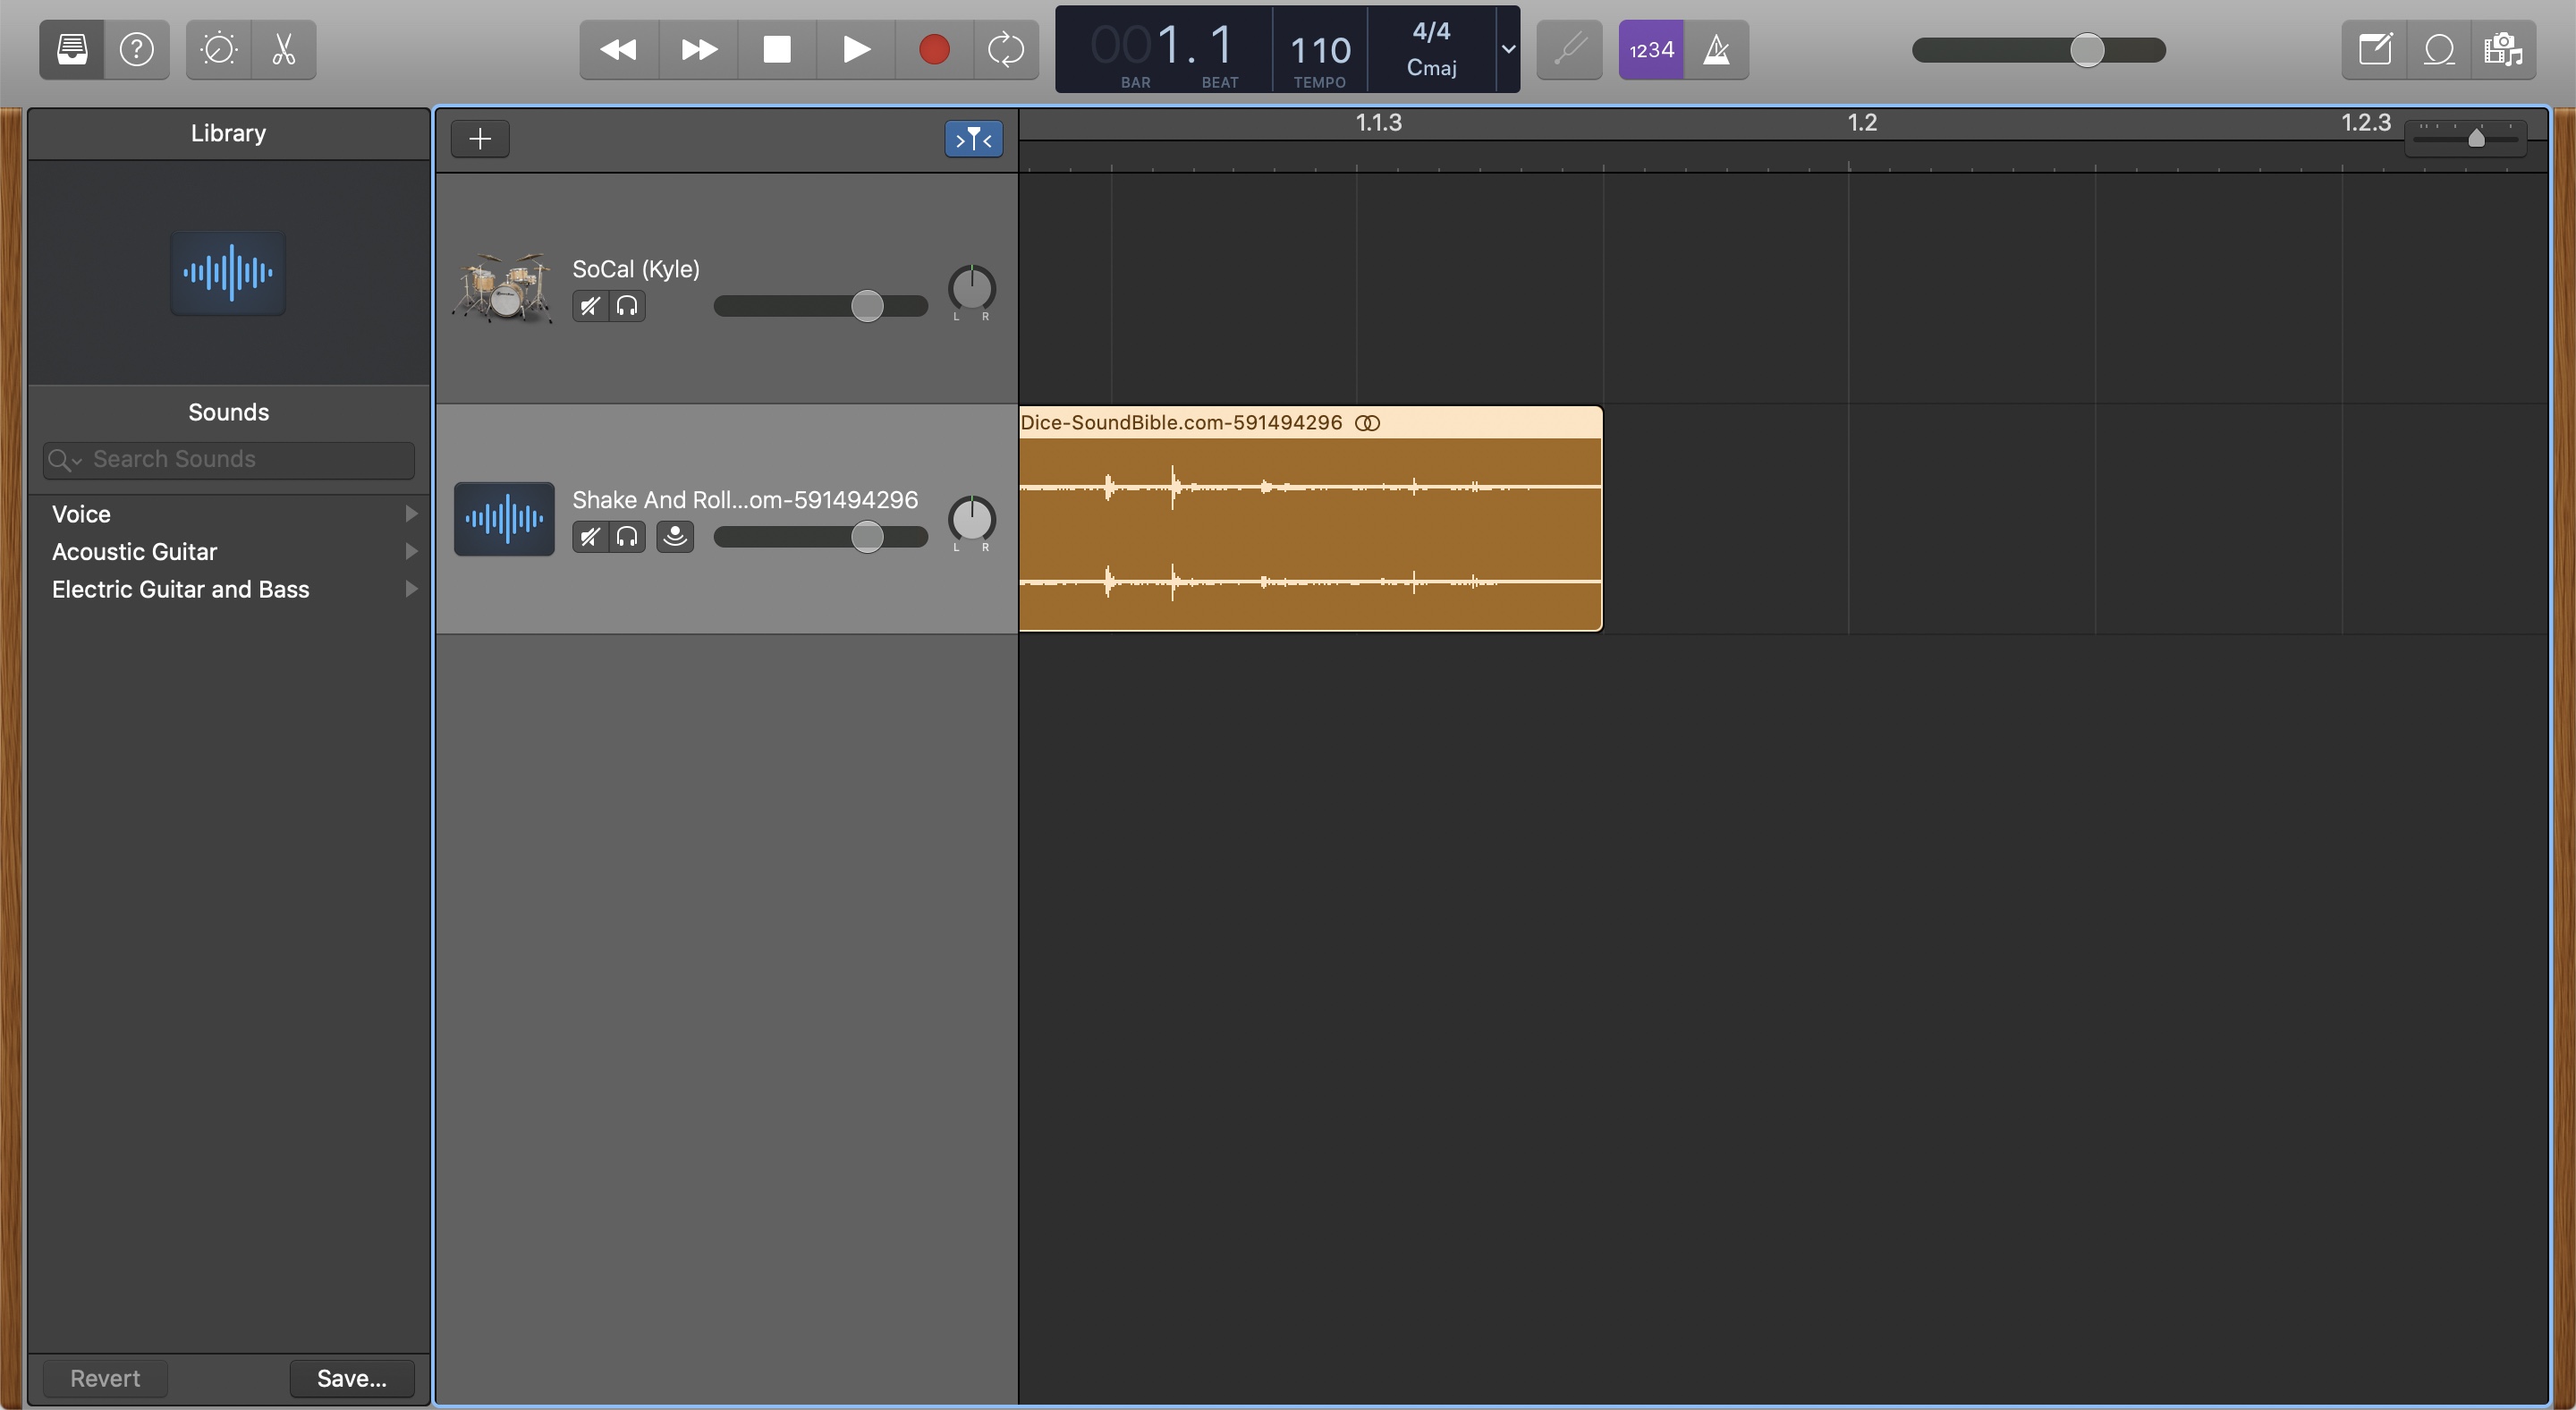 001. 1
BAR
BEAT
110
TEMPO
4/4
Cmaj
1234
Library
1.1.3
1.2
1.2.3
SoCal (Kyle)
L R
Sounds
Search Sounds
Voice
Acoustic Guitar
Electric Guitar and Bass
Dice-SoundBible.com-591494296
Shake And Roll...om-591494296
L R
Revert
Save...